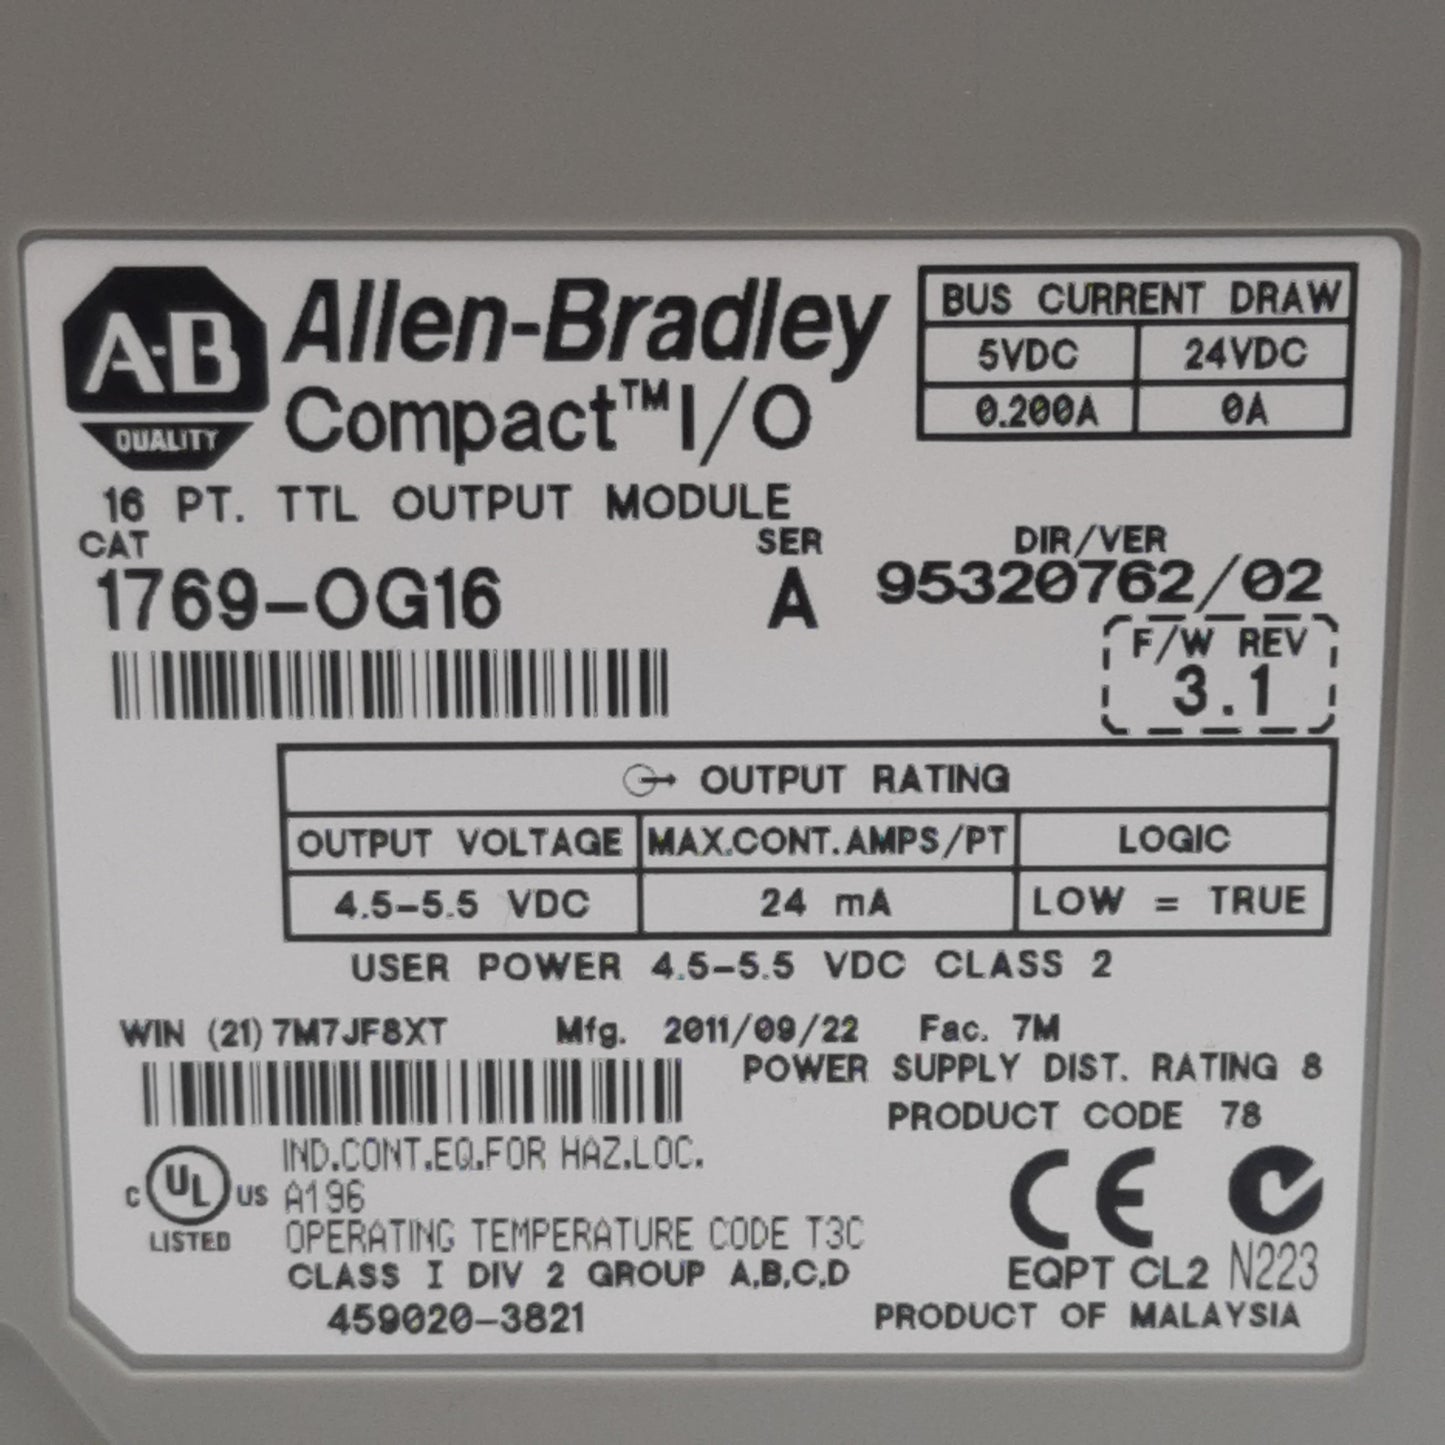 A-B
QUALITY
Allen-Bradley
Compact™ I/O
BUS CURRENT DRAW
5VDC 24VDC
0.200A 0A
16 PT. TTL OUTPUT MODULE
CAT SER DIR/VER
1769-OG16 A 95320762/02
F/W REV
3.1
OUTPUT RATING
OUTPUT VOLTAGE MAX.CONT.AMPS/PT LOGIC
4.5-5.5 VDC 24 mA LOW = TRUE
USER POWER 4.5-5.5 VDC CLASS 2
WIN (21) 7M7JF8XT Mfg. 2011/09/22 Fac. 7M
POWER SUPPLY DIST. RATING 8
PRODUCT CODE 78
C UL US
LISTED
IND.CONT.EQ.FOR HAZ.LOC.
A196
OPERATING TEMPERATURE CODE T3C
CLASS I DIV 2 GROUP A,B,C,D
459020-3821
CE
EQPT CL2 N223
PRODUCT OF MALAYSIA